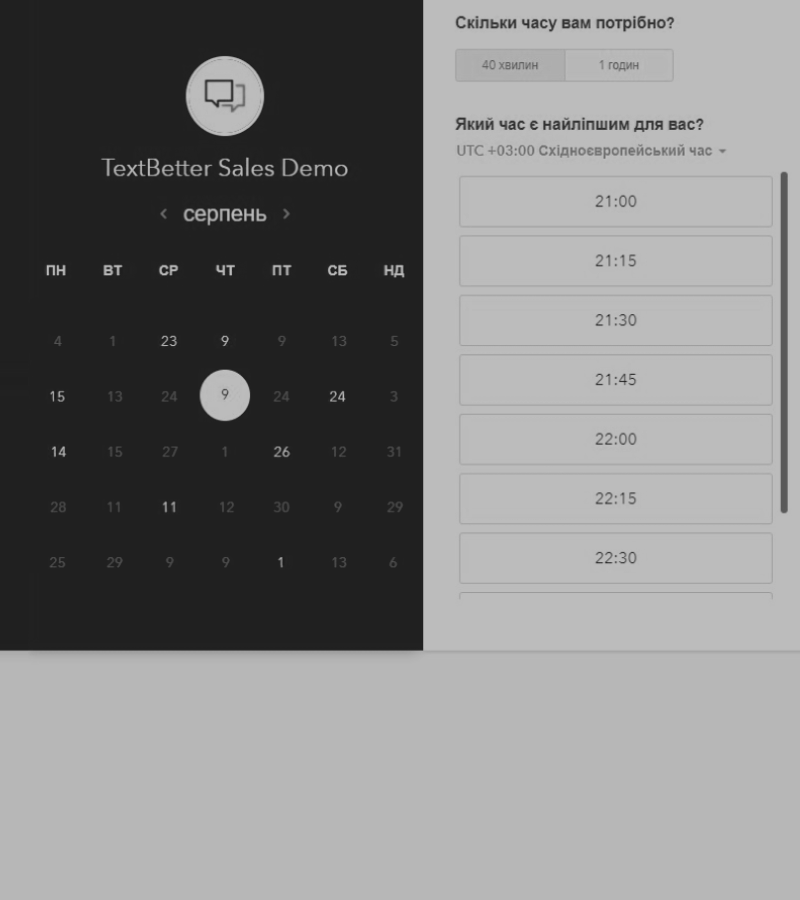 TextBetter Sales Demo
‹ серпень ›
ПН ВТ СР ЧТ ПТ СБ НД
4 1 23 9 9 13 5
15 13 24 9 24 24 3
14 15 27 1 26 12 31
28 11 11 12 30 9 29
25 29 9 9 1 13 6
Скільки часу вам потрібно?
40 хвилин 1 годин
Який час є найліпшим для вас?
UTC +03:00 Східноєвропейський час
21:00
21:15
21:30
21:45
22:00
22:15
22:30